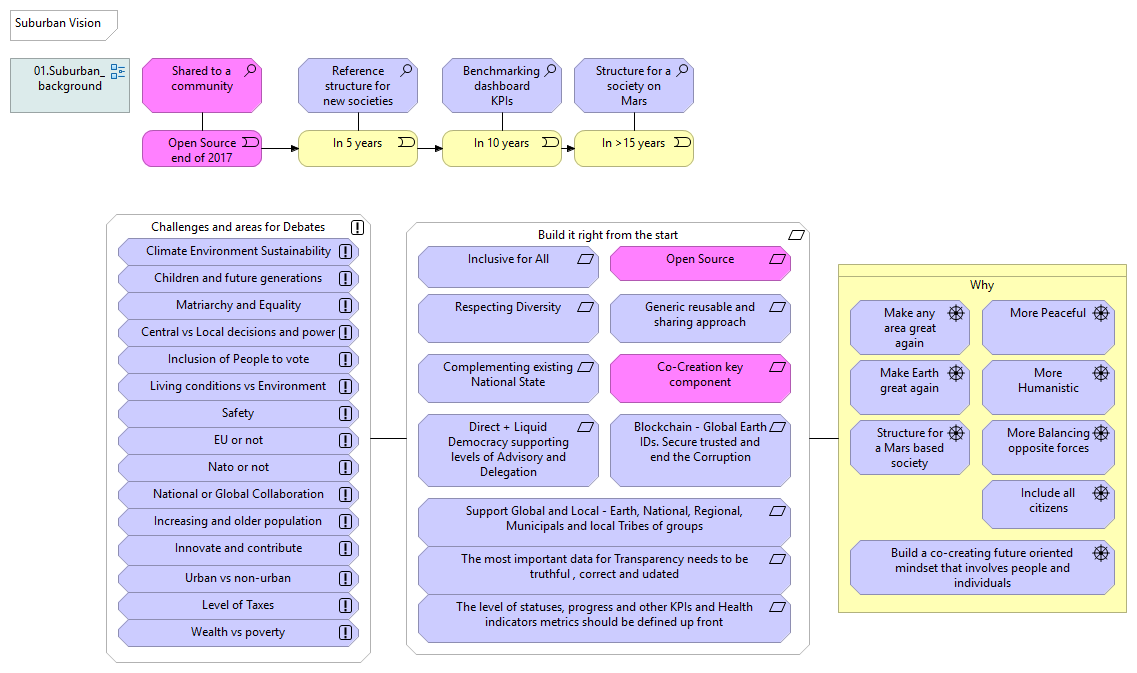 Suburban Vision
01.Suburban_
background
Shared to a
community
Reference
structure for
new societies
Benchmarking
dashboard
KPIs
Structure for a
society on
Mars
Open Source
end of 2017
In 5 years
In 10 years
In >15 years
Challenges and areas for Debates
Climate Environment Sustainability
Children and future generations
Matriarchy and Equality
Central vs Local decisions and power
Inclusion of People to vote
Living conditions vs Environment
Safety
EU or not
Nato or not
National or Global Collaboration
Increasing and older population
Innovate and contribute
Urban vs non-urban
Level of Taxes
Wealth vs poverty
Build it right from the start
Inclusive for All
Open Source
Respecting Diversity
Generic reusable and
sharing approach
Complementing existing
National State
Co-Creation key
component
Direct + Liquid
Democracy supporting
levels of Advisory and
Delegation
Blockchain - Global Earth
IDs. Secure trusted and
end the Corruption
Support Global and Local - Earth, National, Regional,
Municipals and local Tribes of groups
The most important data for Transparency needs to be
truthful , correct and udated
The level of statuses, progress and other KPIs and Health
indicators metrics should be defined up front
Why
Make any
area great
again
More Peaceful
Make Earth
great again
More
Humanistic
Structure for
a Mars based
society
More Balancing
opposite forces
Include all
citizens
Build a co-creating future oriented
mindset that involves people and
individuals